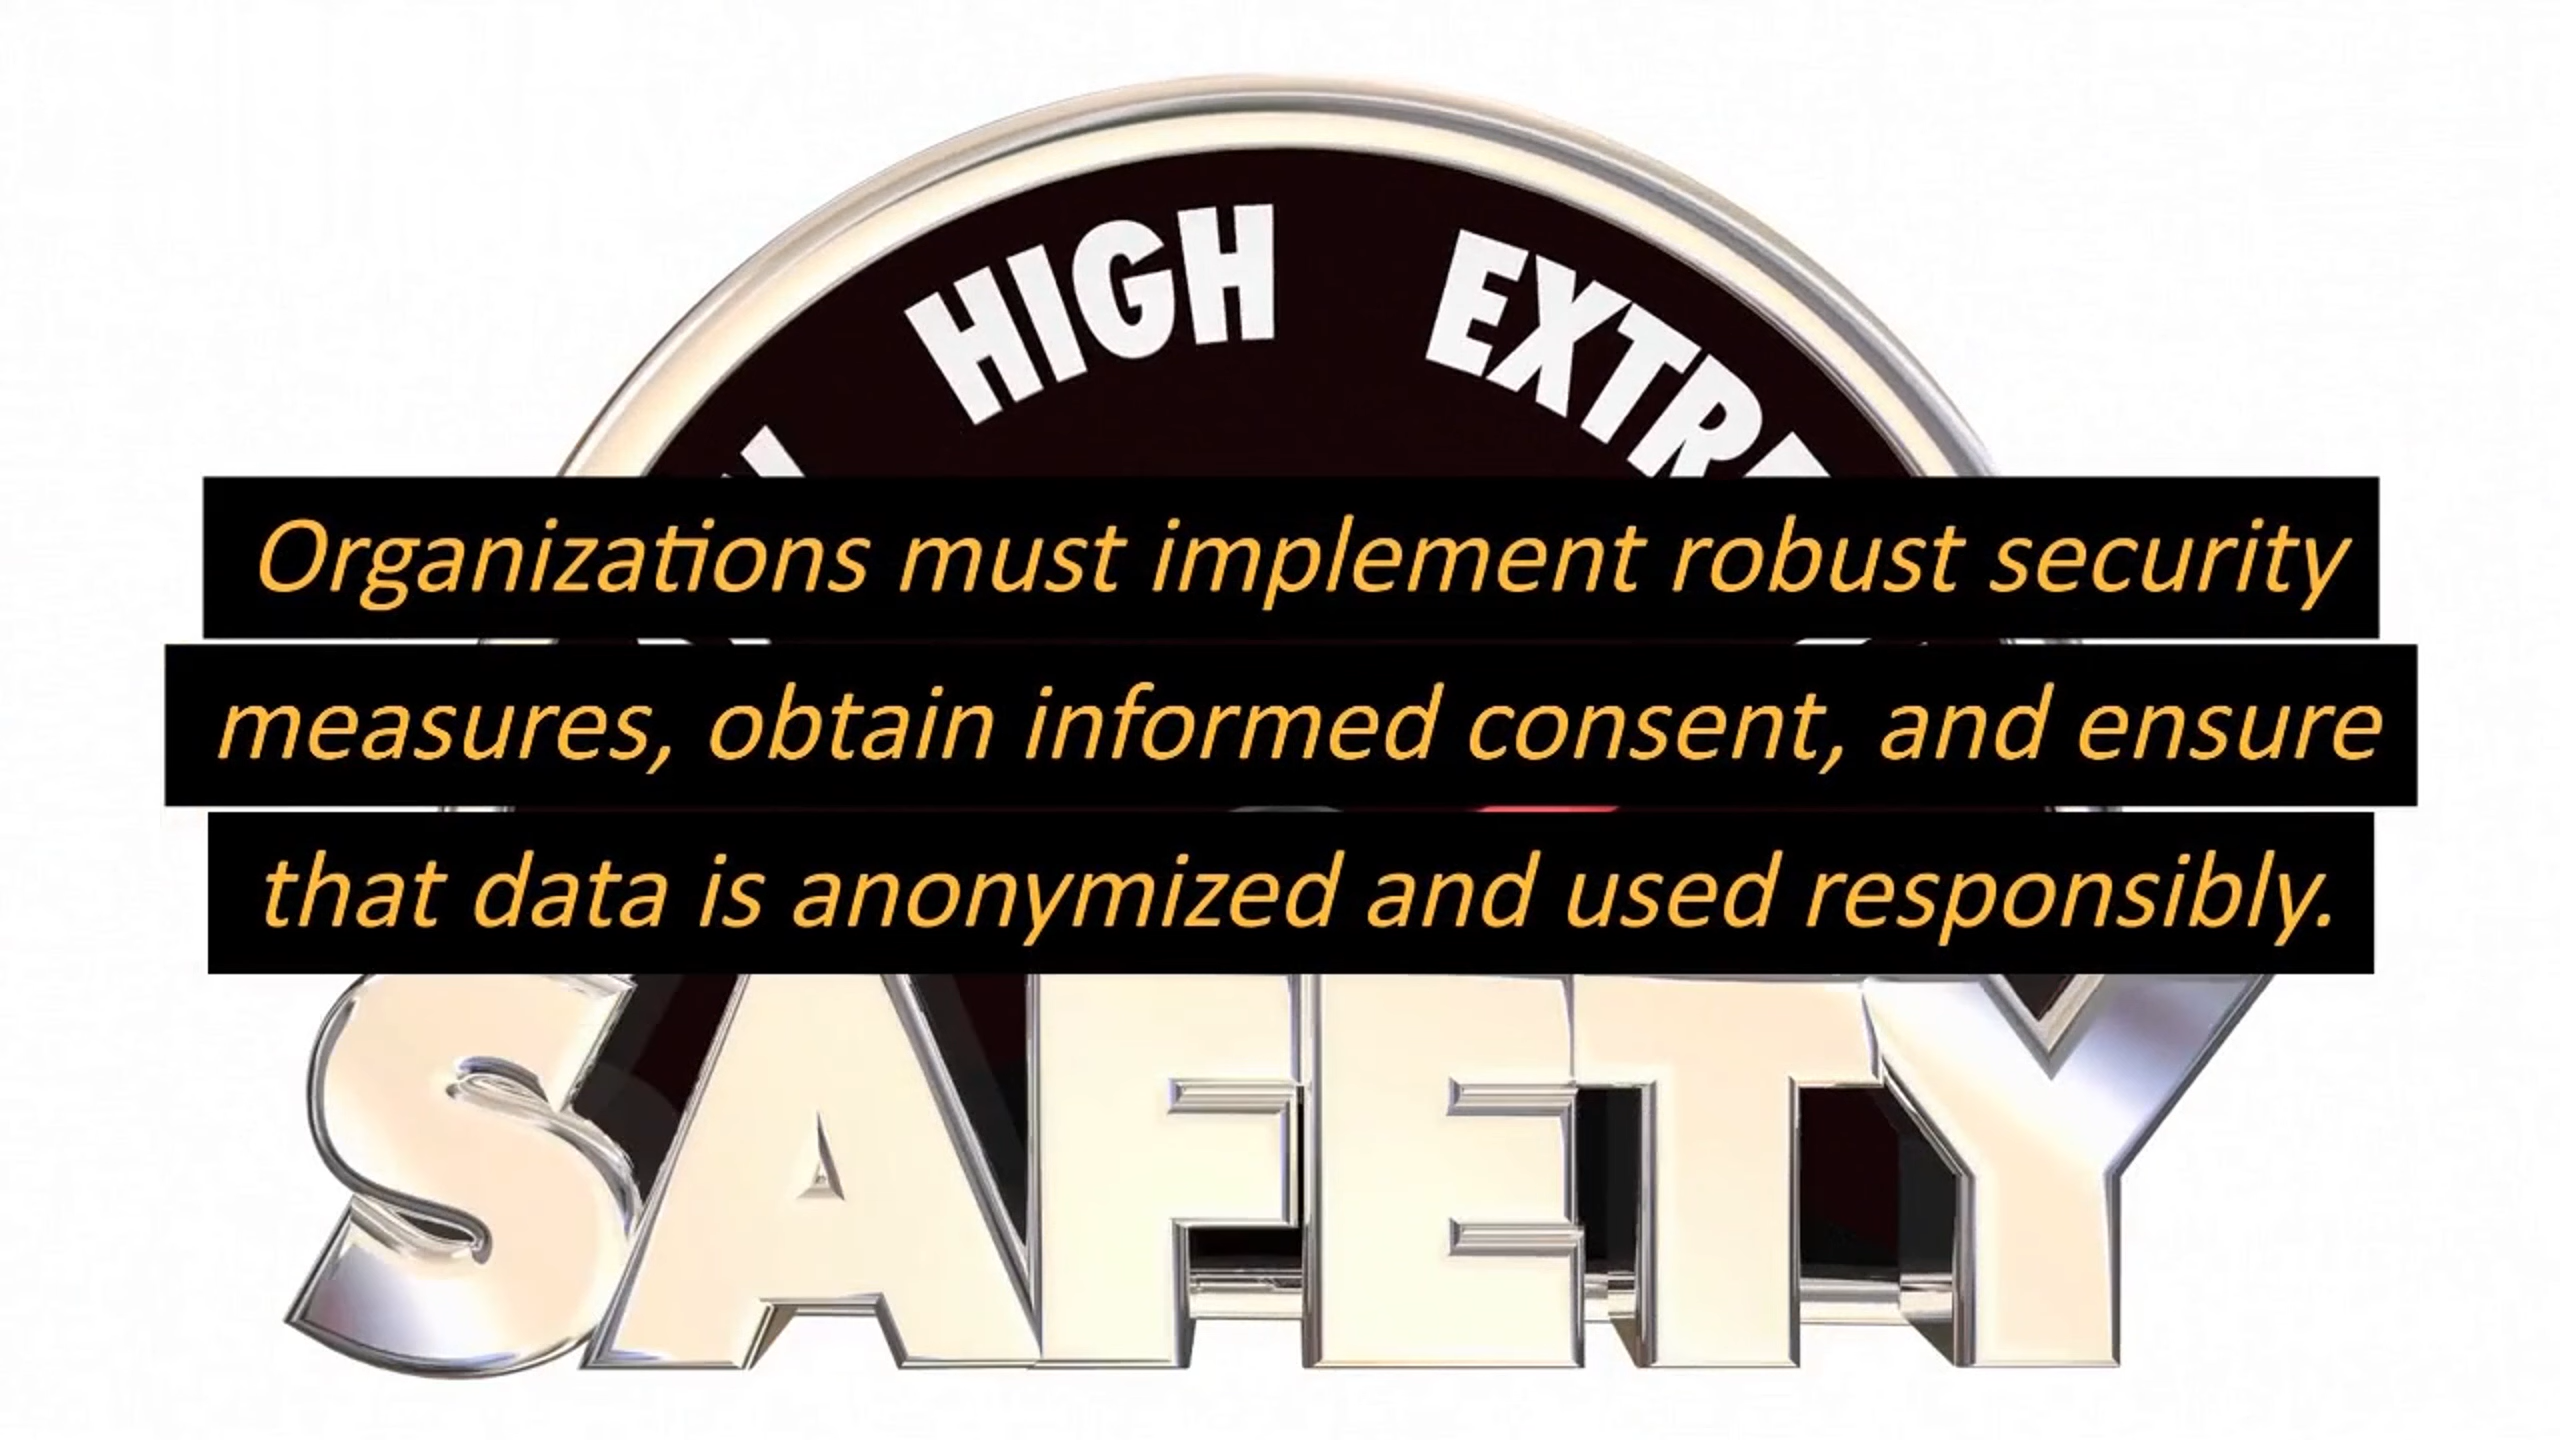 HIGH
Organizations must implement robust security
measures, obtain informed consent, and ensure
that data is anonymized and used responsibly.
SAFETY